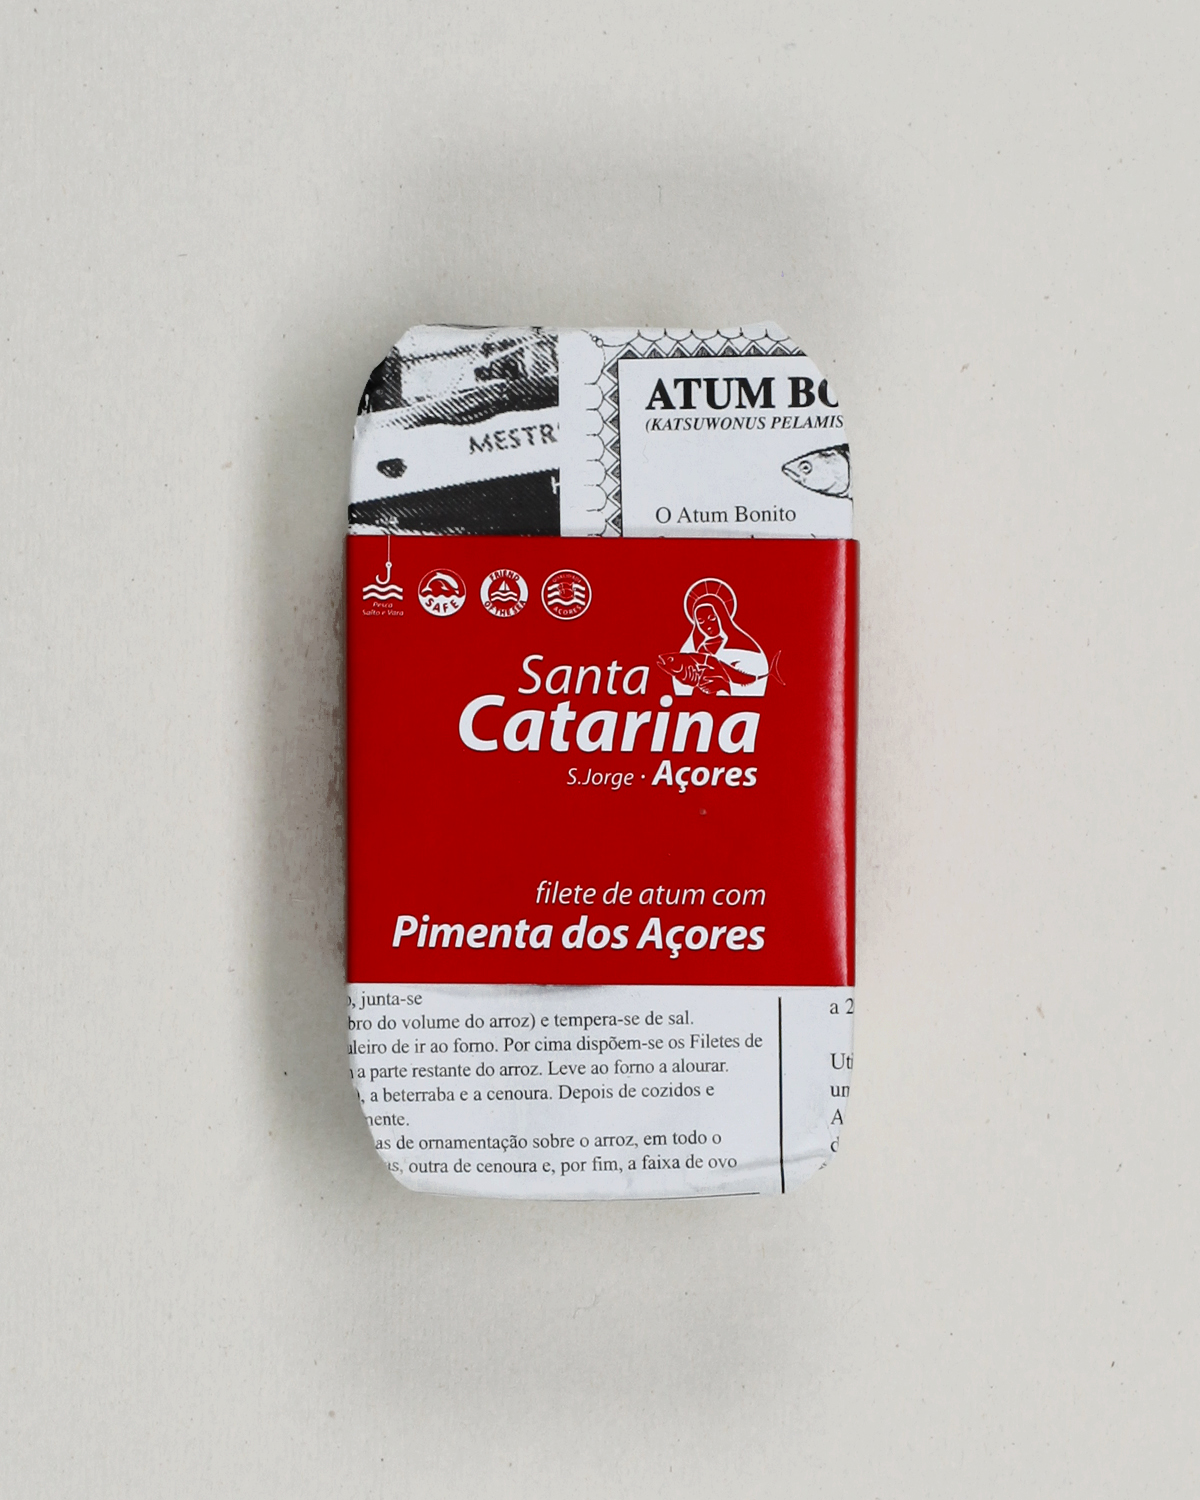 MESTR
ATUM BO
(KATSUWONUS PELAMIS
O Atum Bonito
Pesca
Salto e Vara
SAFE
FRIEND
OF THE SEA
AÇORES
Santa
Catarina
S.Jorge · Açores
filete de atum com
Pimenta dos Açores
, junta-se
bro do volume do arroz) e tempera-se de sal.
leiro de ir ao forno. Por cima dispõem-se os Filetes de
a parte restante do arroz. Leve ao forno a alourar.
, a beterraba e a cenoura. Depois de cozidos e
mente.
as de ornamentação sobre o arroz, em todo o
s, outra de cenoura e, por fim, a faixa de ovo
a 2
Uti
un
A
d